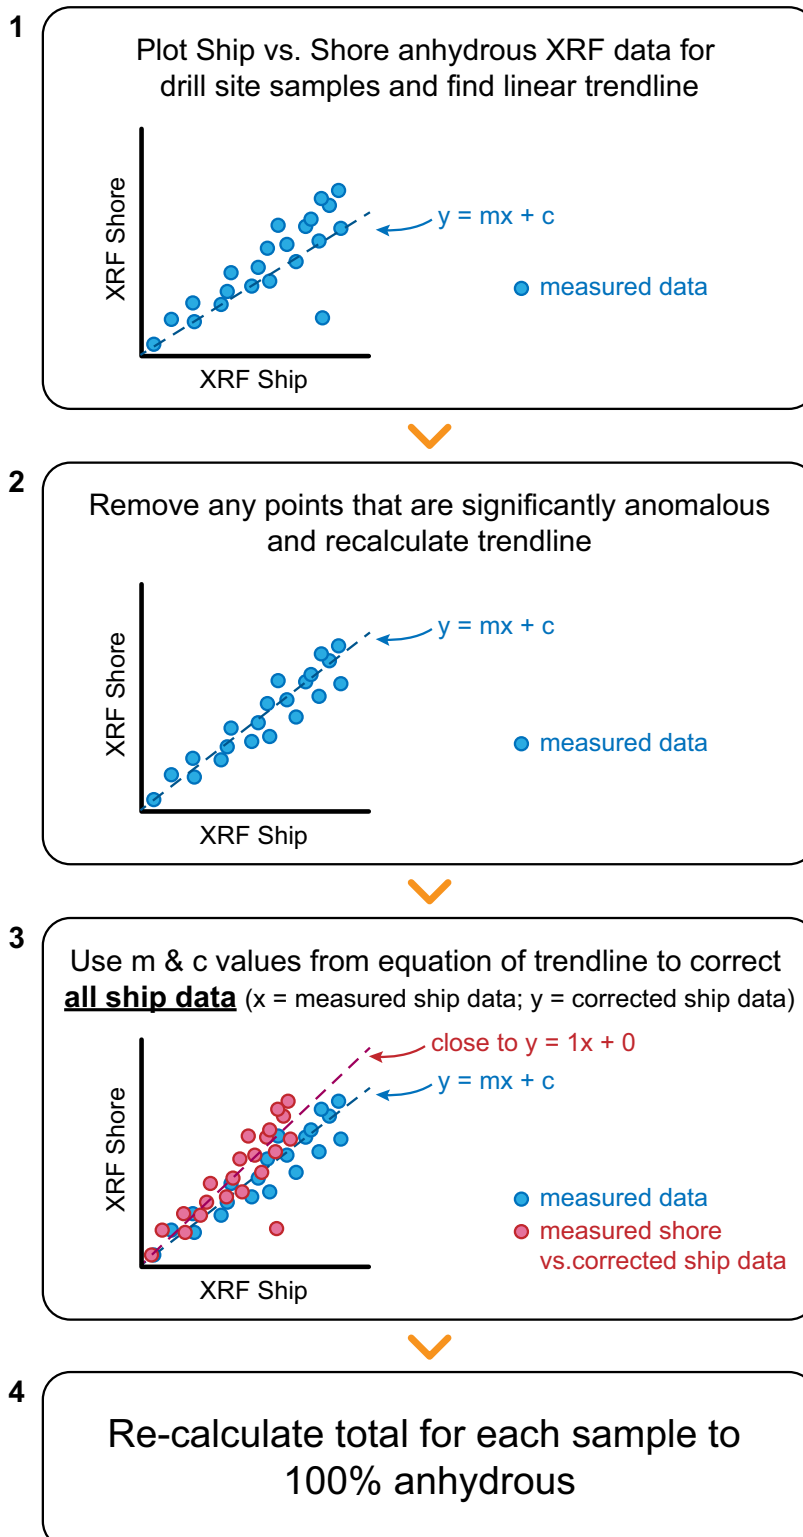 1
Plot Ship vs. Shore anhydrous XRF data for
drill site samples and find linear trendline
XRF Shore
y = mx + c
measured data
XRF Ship
2
Remove any points that are significantly anomalous
and recalculate trendline
XRF Shore
y = mx + c
measured data
XRF Ship
3
Use m & c values from equation of trendline to correct
all ship data (x = measured ship data; y = corrected ship data)
XRF Shore
close to y = 1x + 0
y = mx + c
measured data
measured shore
vs.corrected ship data
XRF Ship
4
Re-calculate total for each sample to
100% anhydrous